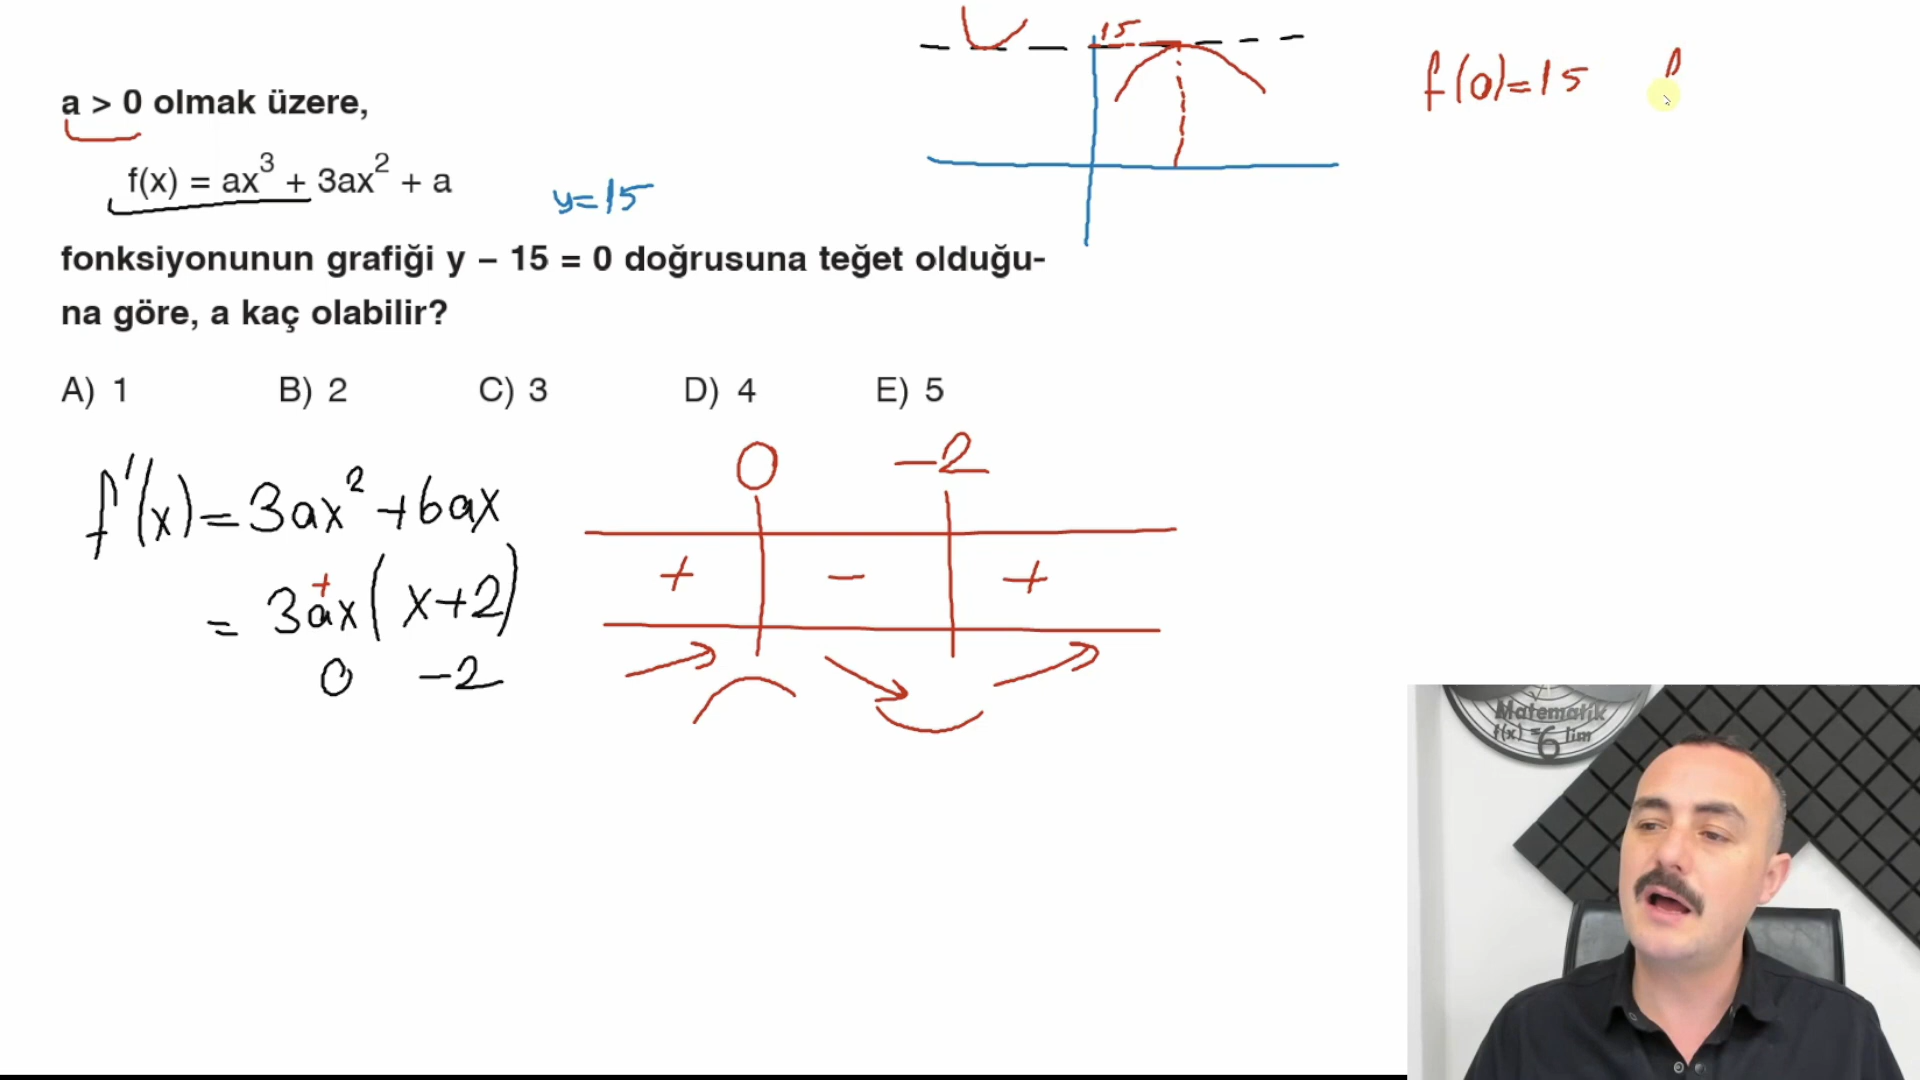 a > 0 olmak üzere,
f(x) = ax³ + 3ax² + a
y=15
fonksiyonunun grafiği y – 15 = 0 doğrusuna teğet olduğu-
na göre, a kaç olabilir?
A) 1 B) 2 C) 3 D) 4 E) 5
15
f(0)=15
f'(x)=3ax²+6ax
= 3ax(x+2)
+
0 -2
0 -2
+ - +
Matematik
f(x) = 6 lim